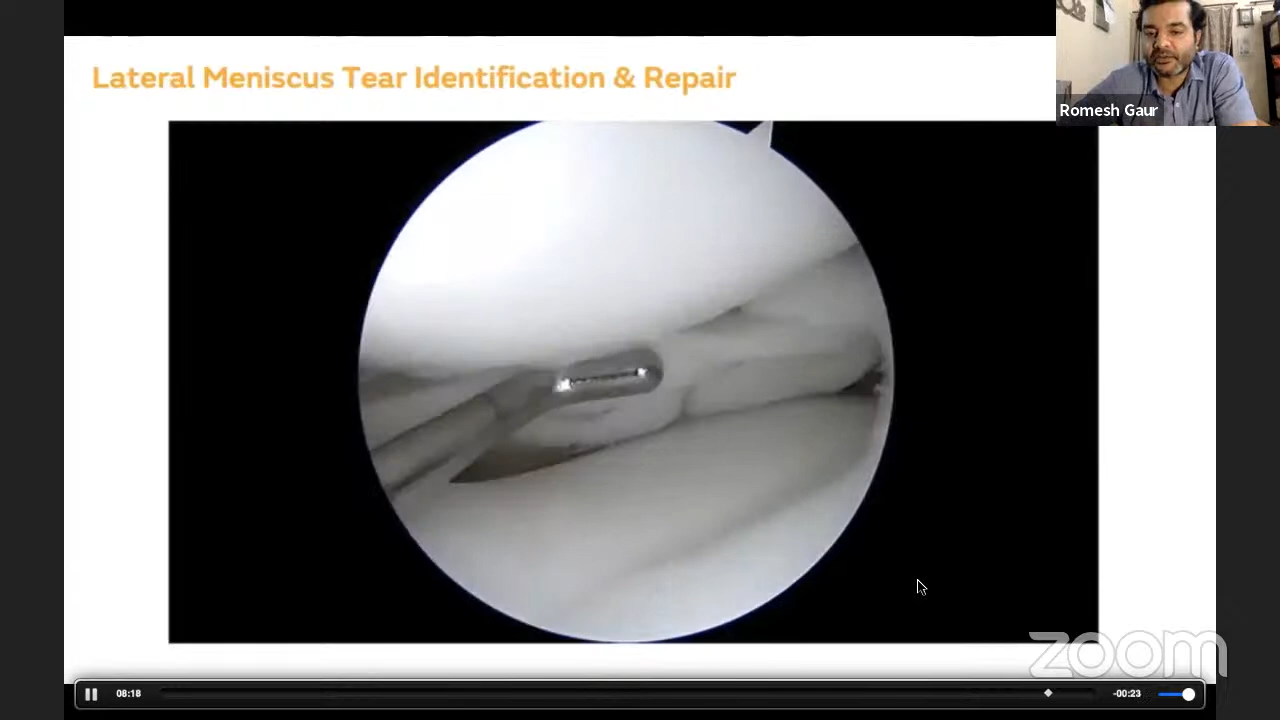 Lateral Meniscus Tear Identification & Repair
Romesh Gaur
zoom
08:18
-00:23